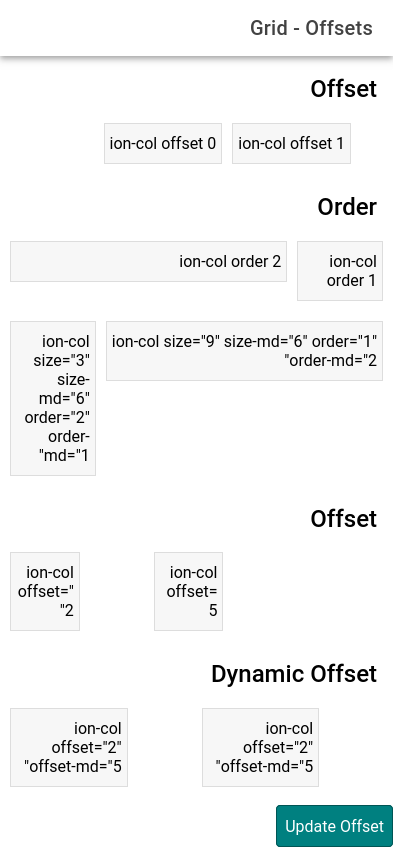 Grid - Offsets
Offset
ion-col offset 1
ion-col offset 0
Order
ion-col
order 1
ion-col order 2
ion-col size="9" size-md="6" order="1"
"order-md="2
ion-col
size="3"
size-
md="6"
order="2"
order-
"md="1
Offset
ion-col
offset=
5
ion-col
offset="
"2
Dynamic Offset
ion-col
offset="2"
"offset-md="5
ion-col
offset="2"
"offset-md="5
Update Offset